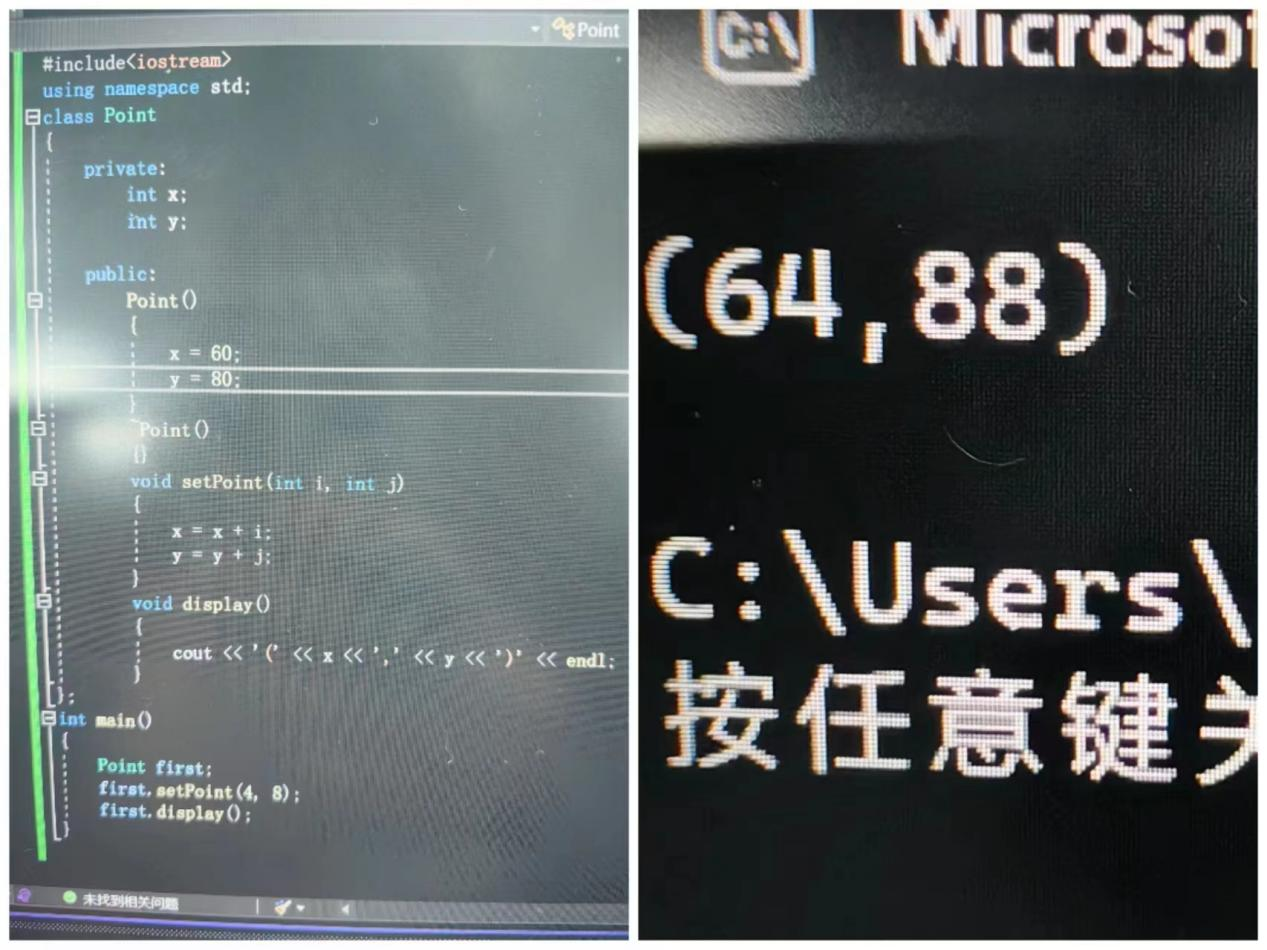 Point
#include<iostream>
using namespace std;
class Point
{
private:
int x;
int y;
public:
Point()
{
x = 60;
y = 80;
}
~Point()
{}
void setPoint(int i, int j)
{
x = x + i;
y = y + j;
}
void display()
{
cout << '(' << x << ',' << y << ')' << endl;
}
};
int main()
{
Point first;
first.setPoint(4, 8);
first.display();
}
未找到相关问题
C:\ Microso
(64,88)
C:\Users\
按任意键关